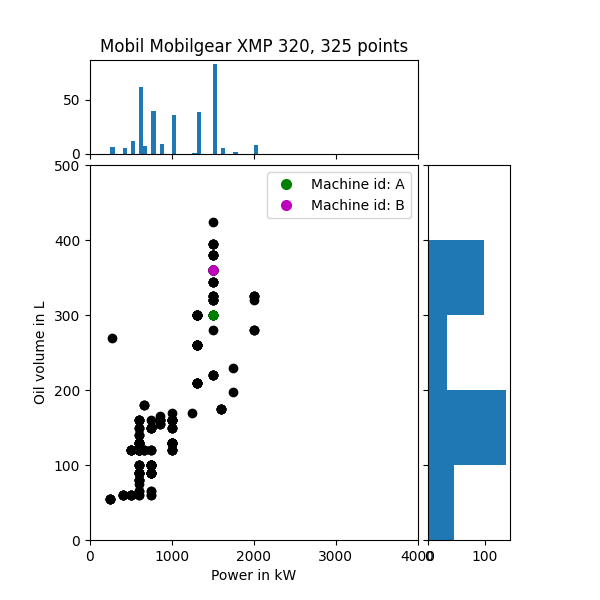 Mobil Mobilgear XMP 320, 325 points
50
0
500
400
300
200
100
0
Oil volume in L
Machine id: A
Machine id: B
0 1000 2000 3000 4000
0 100
Power in kW